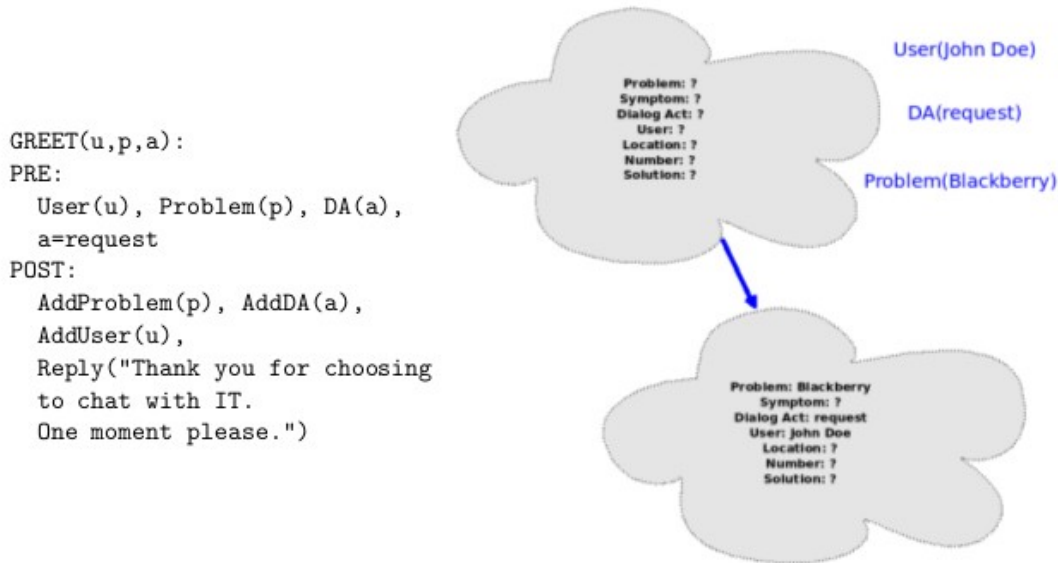 GREET(u,p,a):
PRE:
User(u), Problem(p), DA(a),
a=request
POST:
AddProblem(p), AddDA(a),
AddUser(u),
Reply("Thank you for choosing
to chat with IT.
One moment please.")
Problem: ?
Symptom: ?
Dialog Act: ?
User: ?
Location: ?
Number: ?
Solution: ?
User(John Doe)
DA(request)
Problem(Blackberry)
Problem: Blackberry
Symptom: ?
Dialog Act: request
User: John Doe
Location: ?
Number: ?
Solution: ?